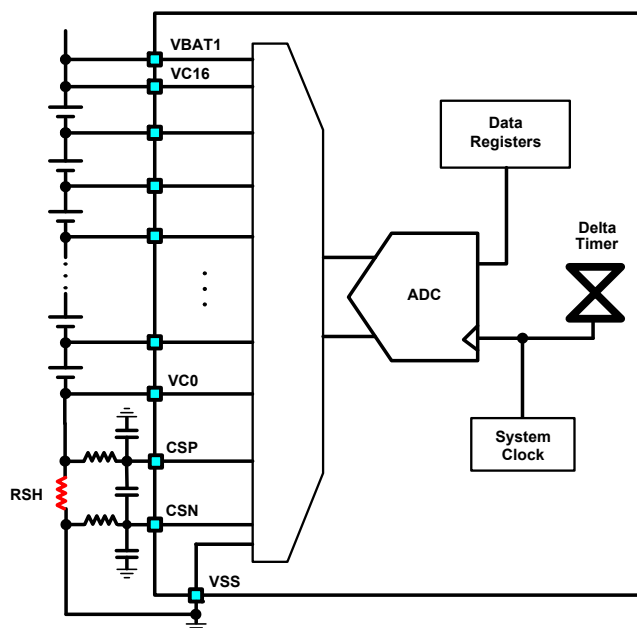 VBAT1
VC16
Data
Registers
Delta
Timer
ADC
VC0
System
Clock
CSP
RSH
CSN
VSS